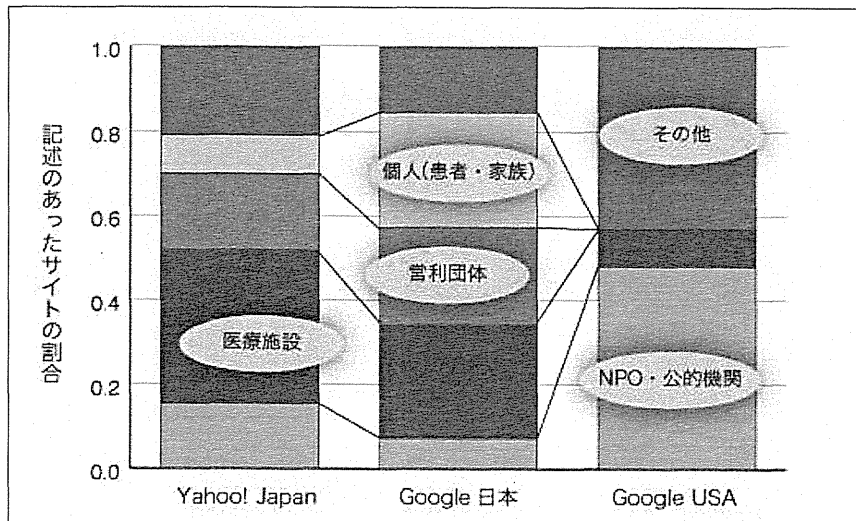 記述のあったサイトの割合
1.0
0.8
0.6
0.4
0.2
0.0
その他
個人(患者・家族)
営利団体
医療施設
NPO・公的機関
Yahoo! Japan
Google 日本
Google USA